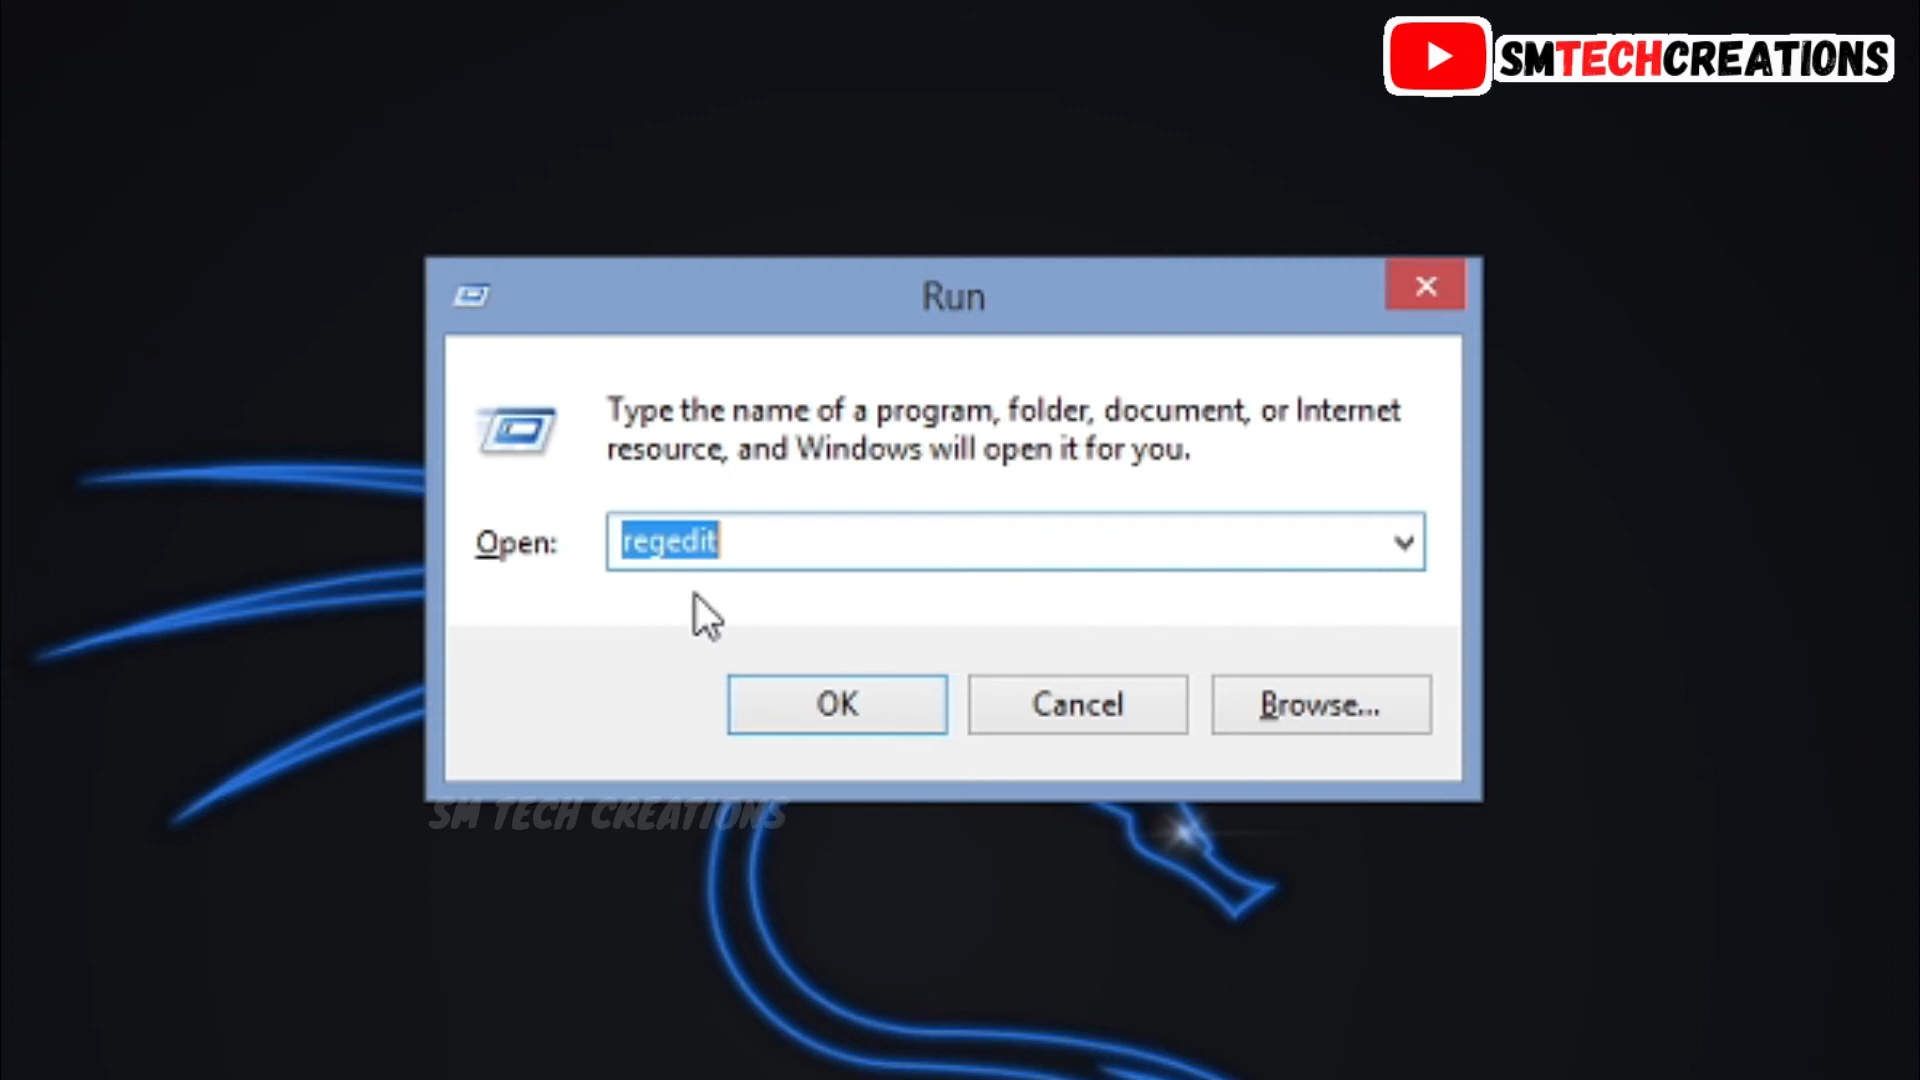 SMTECHCREATIONS
Run
Type the name of a program, folder, document, or Internet
resource, and Windows will open it for you.
Open:
regedit
OK
Cancel
Browse...
SM TECH CREATIONS